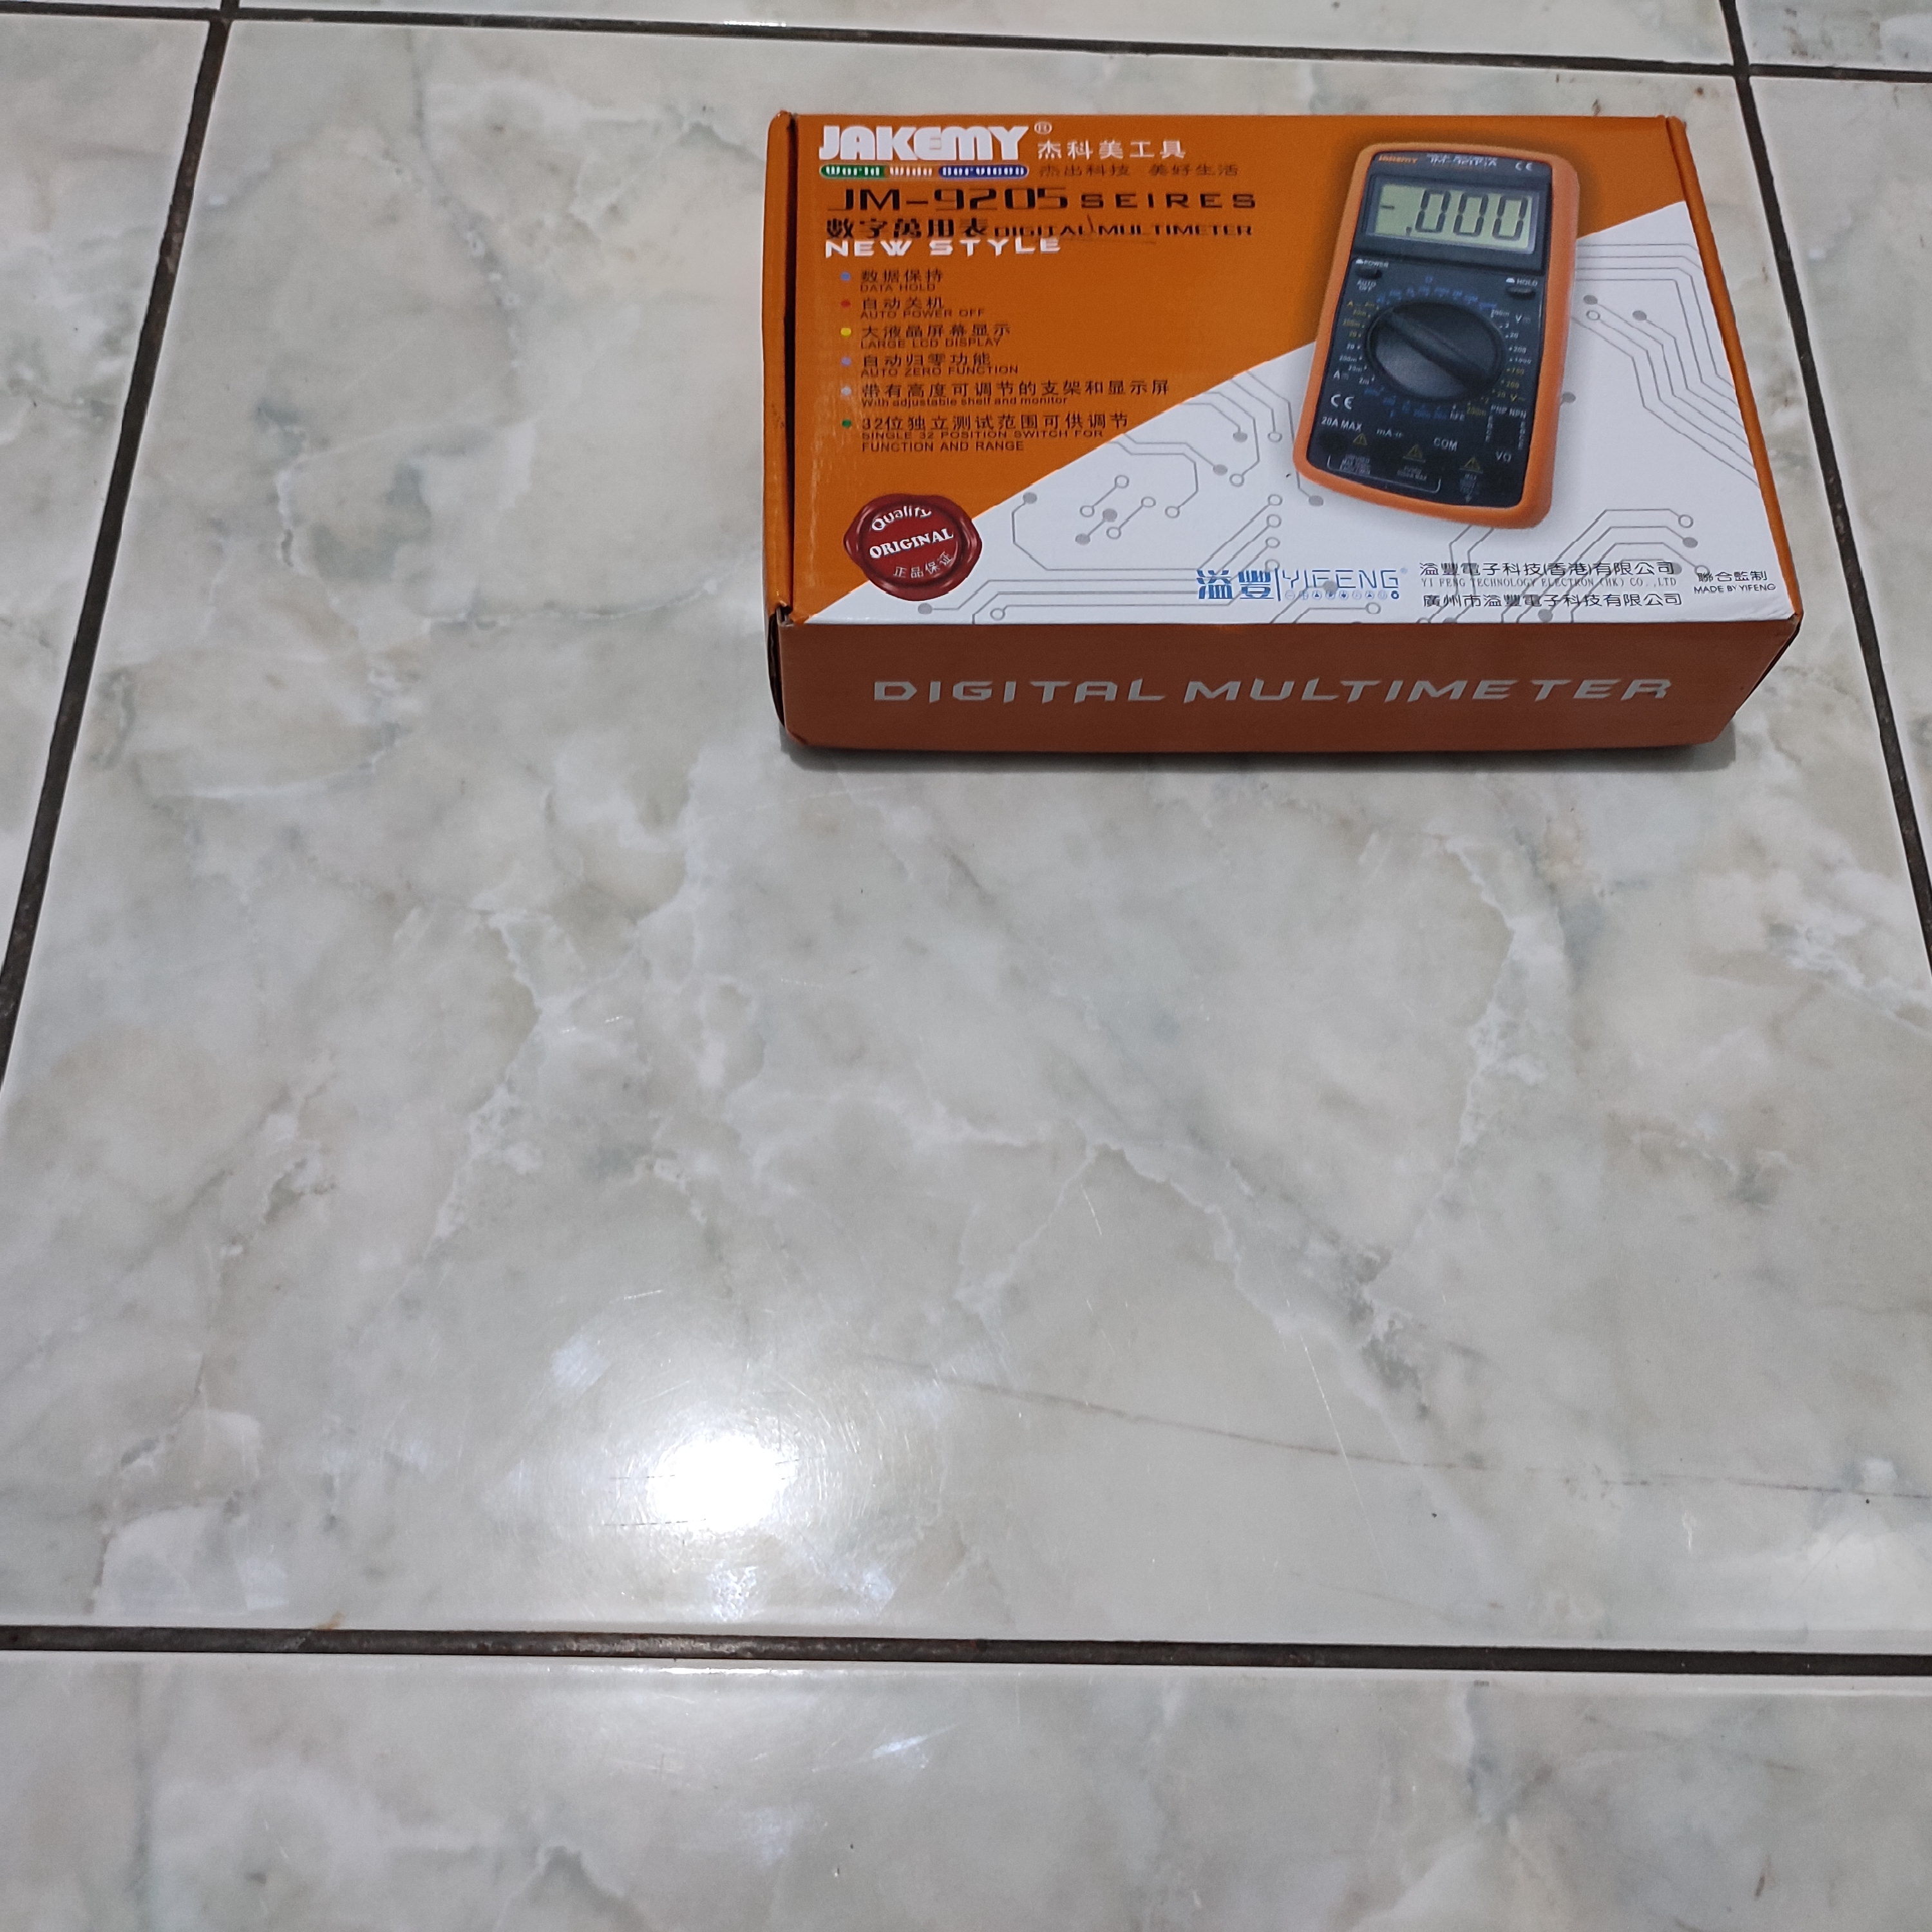 JAKEMY® 杰科美工具
World Wide Services 杰出科技 美好生活
JM-9205 SEIRES
數字萬用表 DIGITAL MULTIMETER
NEW STYLE
数据保持
DATA HOLD
自动关机
AUTO POWER OFF
大液晶屏幕显示
LARGE LCD DISPLAY
自动归零功能
AUTO ZERO FUNCTION
带有高度可调节的支架和显示屏
With adjustable shelf and monitor
32位独立测试范围可供调节
SINGLE 32 POSITION SWITCH FOR
FUNCTION AND RANGE
Quality
ORIGINAL
正品保证
JAKEMY
CE
-.000
POWER
HOLD
AUTO
OFF
CE
PNP NPN
20A MAX
COM
VΩ
溢豐 YIFENG®
溢豐電子科技(香港)有限公司
YI FENG TECHNOLOGY ELECTRON (HK) CO.,LTD
廣州市溢豐電子科技有限公司
聯合監制
MADE BY YIFENG
DIGITAL MULTIMETER